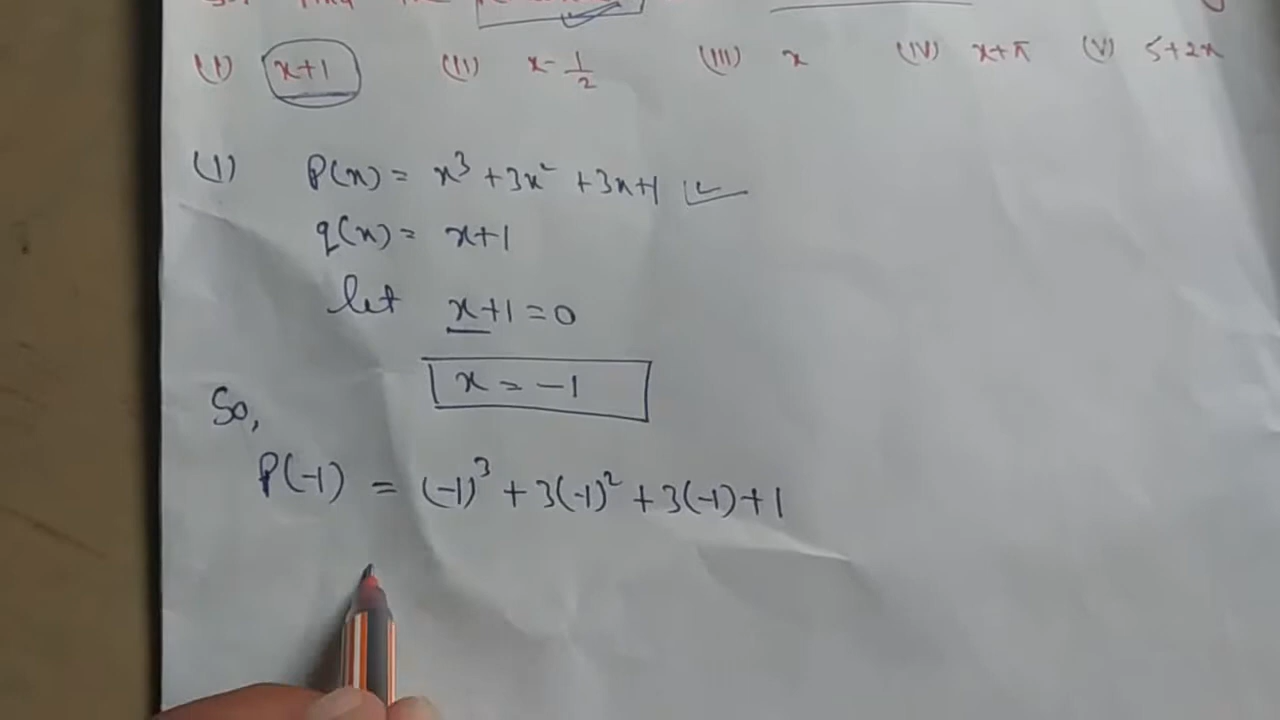 (I) x+1 (II) x-1/2 (III) x (IV) x+π (V) 5+2x
(1) P(x) = x³ +3x² +3x+1
q(x) = x+1
let x+1=0
x = -1
So,
P(-1) = (-1)³ + 3(-1)² + 3(-1)+1